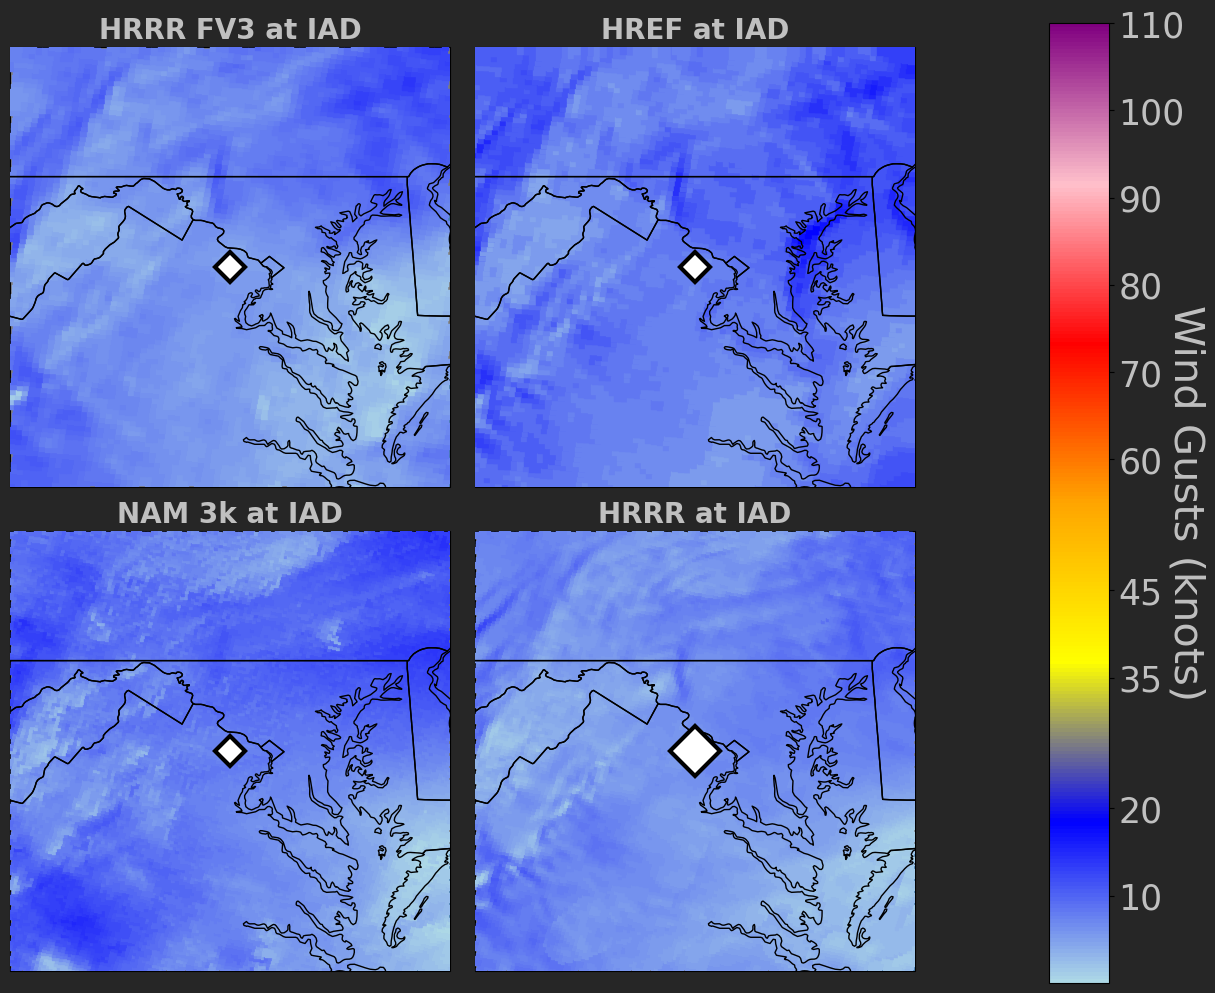 HRRR FV3 at IAD
HREF at IAD
NAM 3k at IAD
HRRR at IAD
110
100
90
80
70
60
45
35
20
10
Wind Gusts (knots)